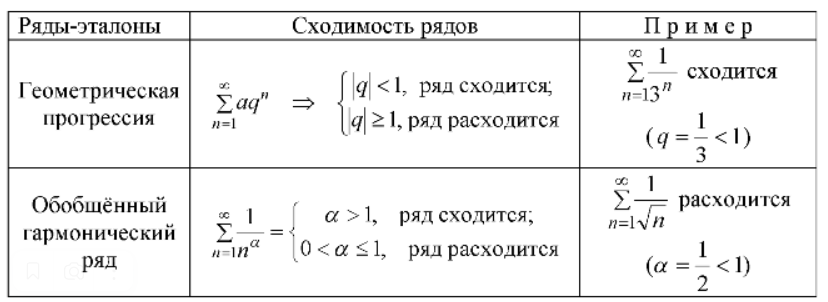 Ряды-эталоны Сходимость рядов Пример
Геометрическая прогрессия
∑_{n=1}^{∞} aq^n ⇒ { |q| < 1, ряд сходится;
|q| ≥ 1, ряд расходится
∑_{n=1}^{∞} 1/3^n сходится
( q = 1/3 < 1)
Обобщённый
гармонический
ряд
∑_{n=1}^{∞} 1/n^α = { α > 1, ряд сходится;
0 < α ≤ 1, ряд расходится
∑_{n=1}^{∞} 1/√n расходится
(α = 1/2 < 1)